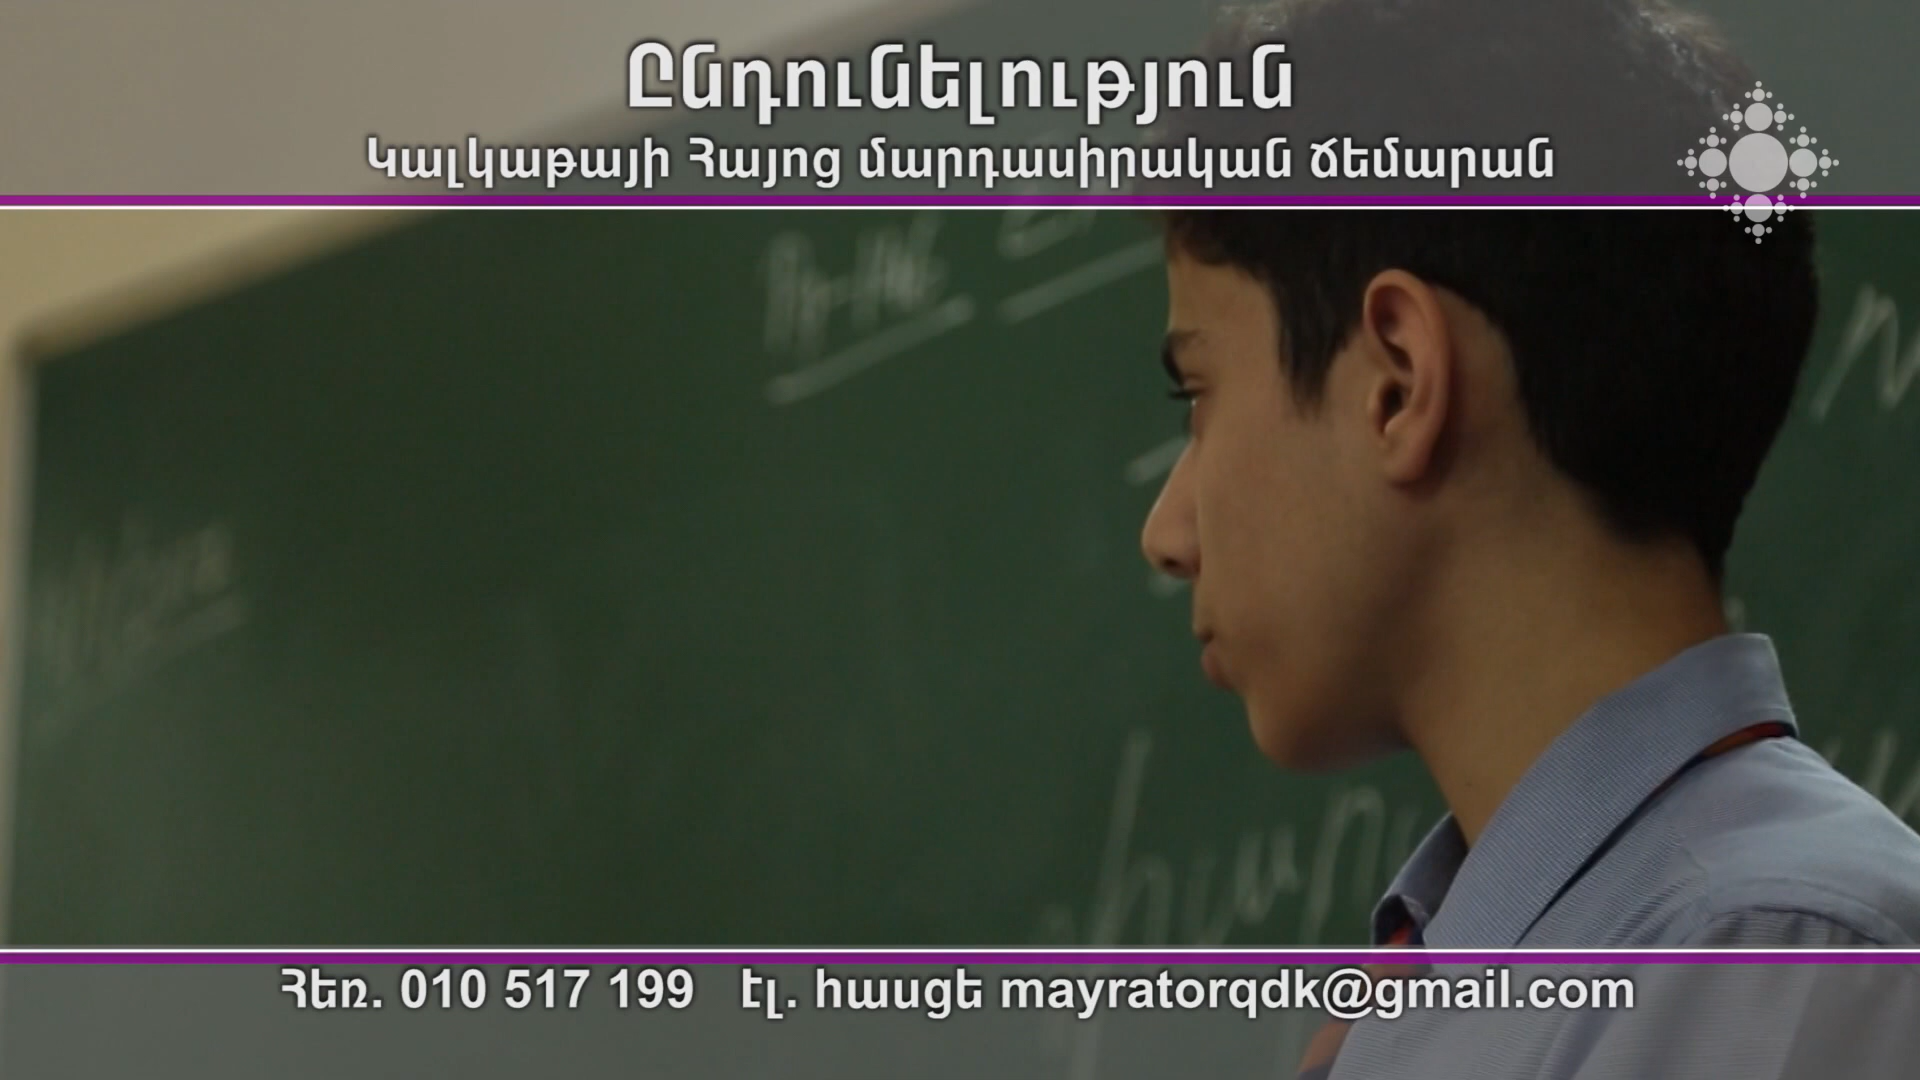 Ընդունելություն
Կալկաթայի Հայոց մարդասիրական ճեմարան
Հեռ. 010 517 199 էլ. հասցե mayratorqdk@gmail.com